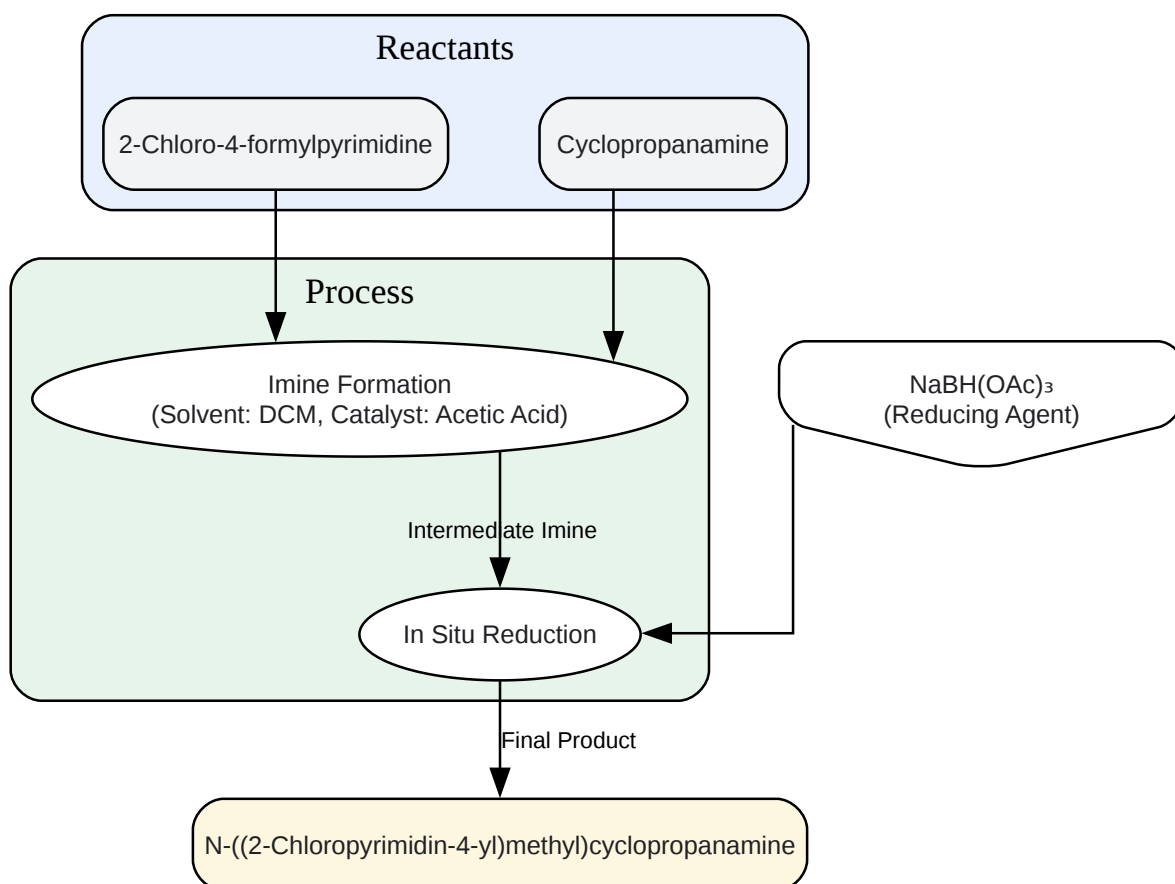 Reactants
2-Chloro-4-formylpyrimidine
Cyclopropanamine
Process
Imine Formation
(Solvent: DCM, Catalyst: Acetic Acid)
NaBH(OAc)₃
(Reducing Agent)
Intermediate Imine
In Situ Reduction
Final Product
N-((2-Chloropyrimidin-4-yl)methyl)cyclopropanamine